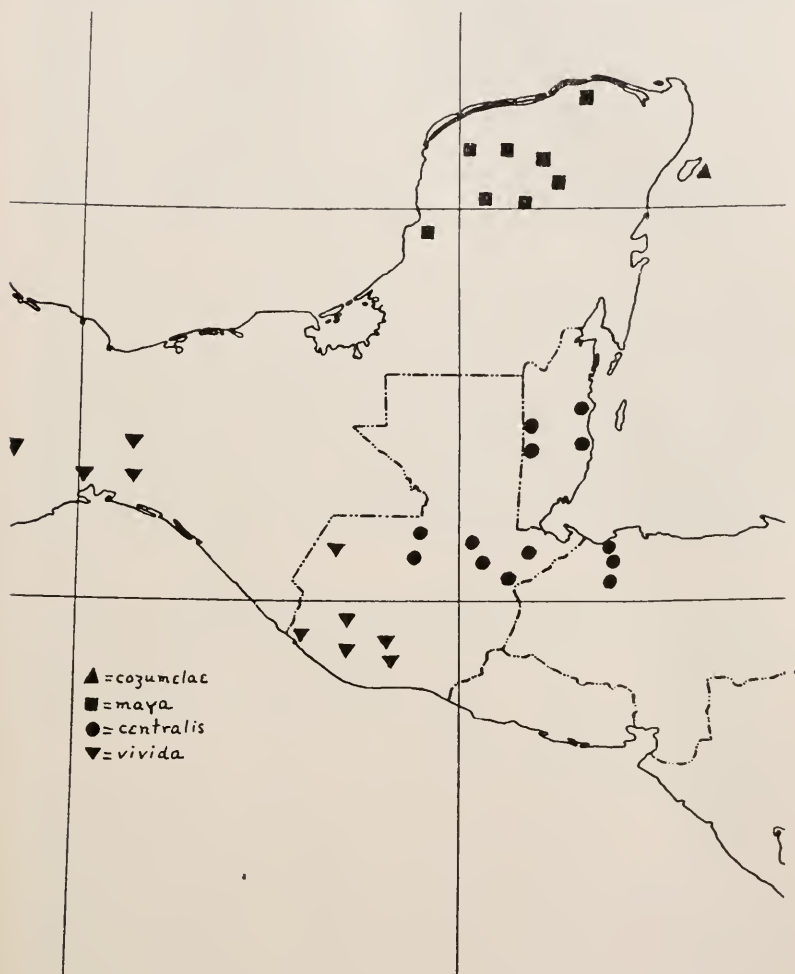 ▲ = cozumelae
■ = maya
● = centralis
▼ = vivida